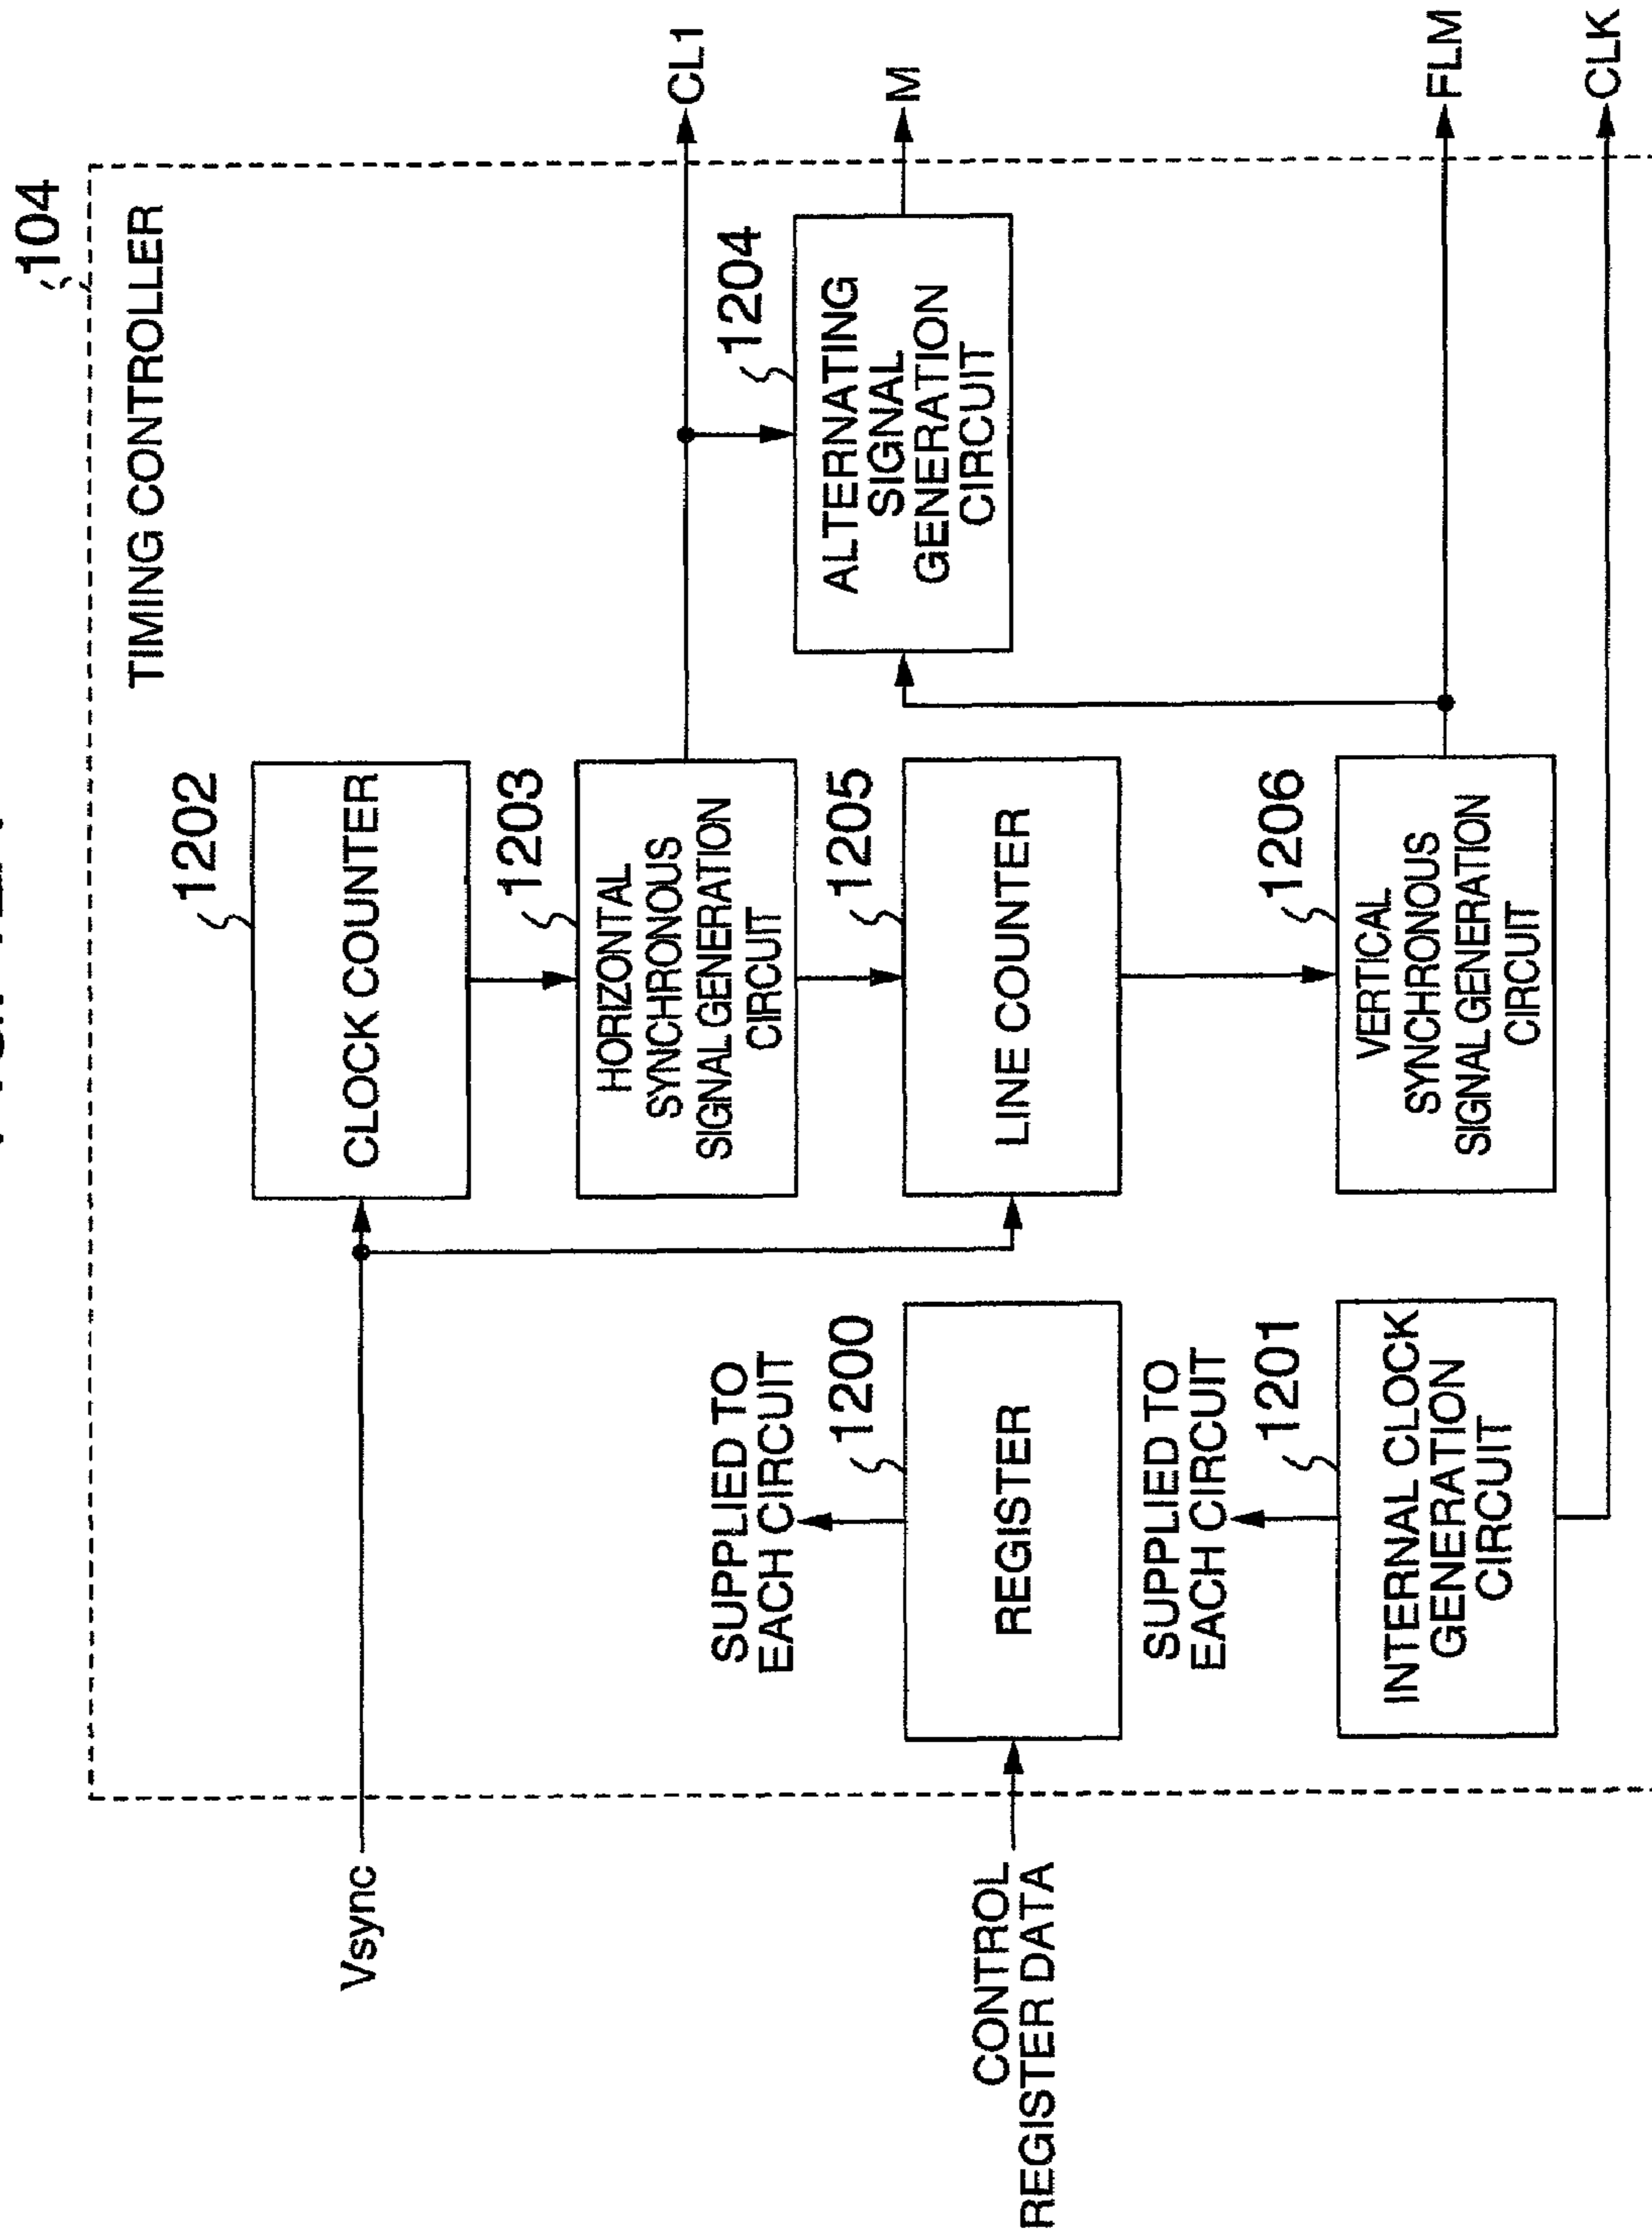 104
TIMING CONTROLLER
Vsync
1202
CLOCK COUNTER
1203
HORIZONTAL
SYNCHRONOUS
SIGNAL GENERATION
CIRCUIT
CL1
1204
ALTERNATING
SIGNAL
GENERATION
CIRCUIT
M
SUPPLIED TO
EACH CIRCUIT
1200
REGISTER
CONTROL
REGISTER DATA
1205
LINE COUNTER
SUPPLIED TO
EACH CIRCUIT
1201
INTERNAL CLOCK
GENERATION
CIRCUIT
1206
VERTICAL
SYNCHRONOUS
SIGNAL GENERATION
CIRCUIT
FLM
CLK